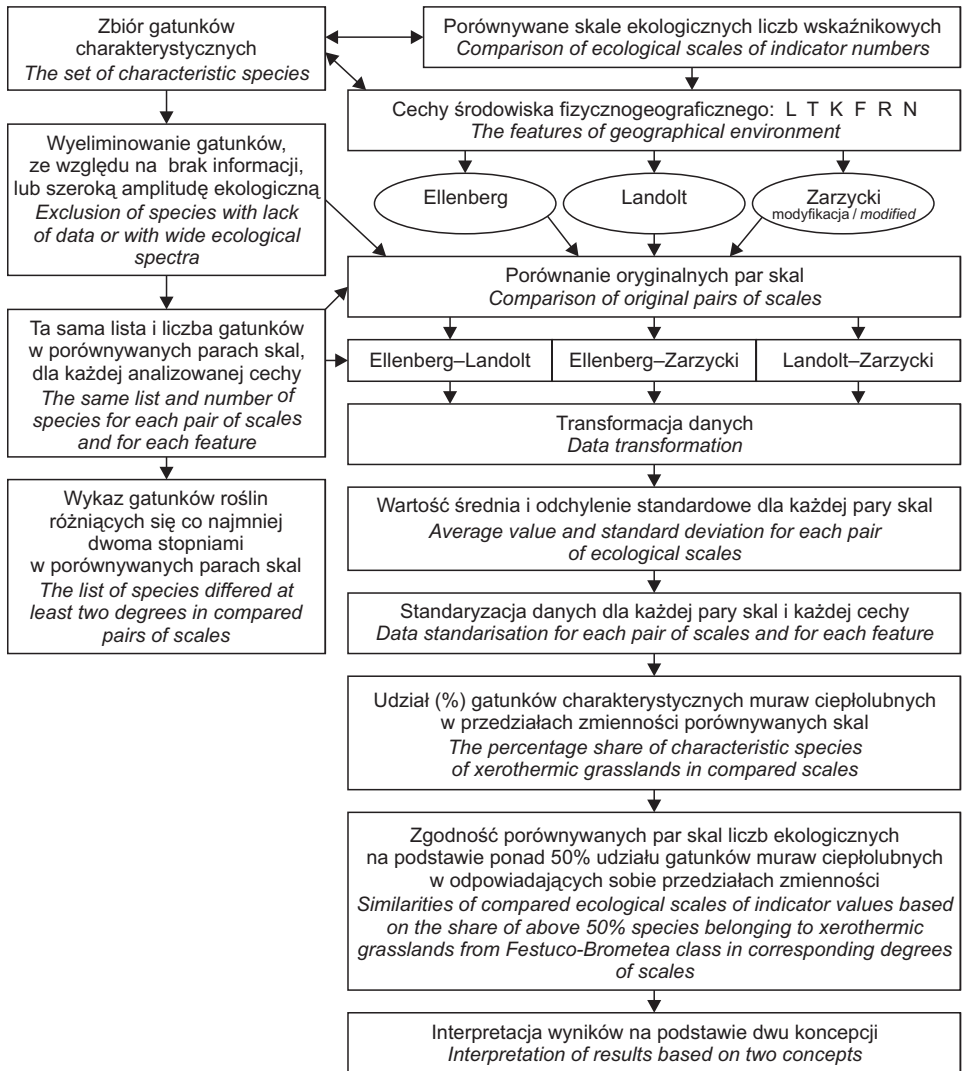 Zbiór gatunków
charakterystycznych
The set of characteristic species
Wyeliminowanie gatunków,
ze względu na brak informacji,
lub szeroką amplitudę ekologiczną
Exclusion of species with lack
of data or with wide ecological
spectra
Ta sama lista i liczba gatunków
w porównywanych parach skal,
dla każdej analizowanej cechy
The same list and number of
species for each pair of scales
and for each feature
Wykaz gatunków roślin
różniących się co najmniej
dwoma stopniami
w porównywanych parach skal
The list of species differed at
least two degrees in compared
pairs of scales
Porównywane skale ekologicznych liczb wskaźnikowych
Comparison of ecological scales of indicator numbers
Cechy środowiska fizycznogeograficznego: L T K F R N
The features of geographical environment
Ellenberg
Landolt
Zarzycki
modyfikacja / modified
Porównanie oryginalnych par skal
Comparison of original pairs of scales
Ellenberg–Landolt
Ellenberg–Zarzycki
Landolt–Zarzycki
Transformacja danych
Data transformation
Wartość średnia i odchylenie standardowe dla każdej pary skal
Average value and standard deviation for each pair
of ecological scales
Standaryzacja danych dla każdej pary skal i każdej cechy
Data standarisation for each pair of scales and for each feature
Udział (%) gatunków charakterystycznych muraw ciepłolubnych
w przedziałach zmienności porównywanych skal
The percentage share of characteristic species
of xerothermic grasslands in compared scales
Zgodność porównywanych par skal liczb ekologicznych
na podstawie ponad 50% udziału gatunków muraw ciepłolubnych
w odpowiadających sobie przedziałach zmienności
Similarities of compared ecological scales of indicator values based
on the share of above 50% species belonging to xerothermic
grasslands from Festuco-Brometea class in corresponding degrees
of scales
Interpretacja wyników na podstawie dwu koncepcji
Interpretation of results based on two concepts